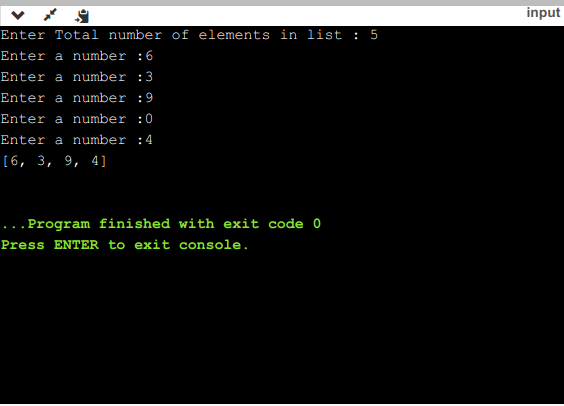 input
Enter Total number of elements in list : 5
Enter a number :6
Enter a number :3
Enter a number :9
Enter a number :0
Enter a number :4
[6, 3, 9, 4]
...Program finished with exit code 0
Press ENTER to exit console.